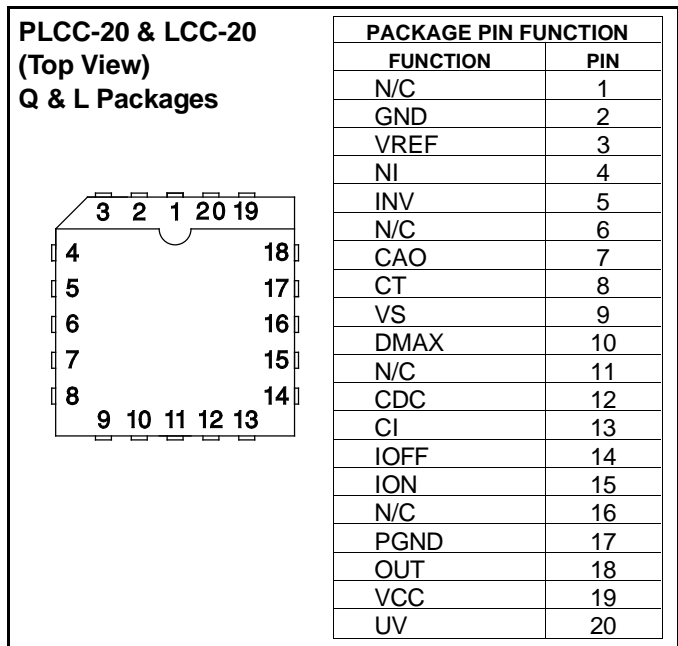 PLCC-20 & LCC-20
(Top View)
Q & L Packages
3 2 1 20 19
4 18
5 17
6 16
7 15
8 14
9 10 11 12 13
PACKAGE PIN FUNCTION
FUNCTION PIN
N/C 1
GND 2
VREF 3
NI 4
INV 5
N/C 6
CAO 7
CT 8
VS 9
DMAX 10
N/C 11
CDC 12
CI 13
IOFF 14
ION 15
N/C 16
PGND 17
OUT 18
VCC 19
UV 20